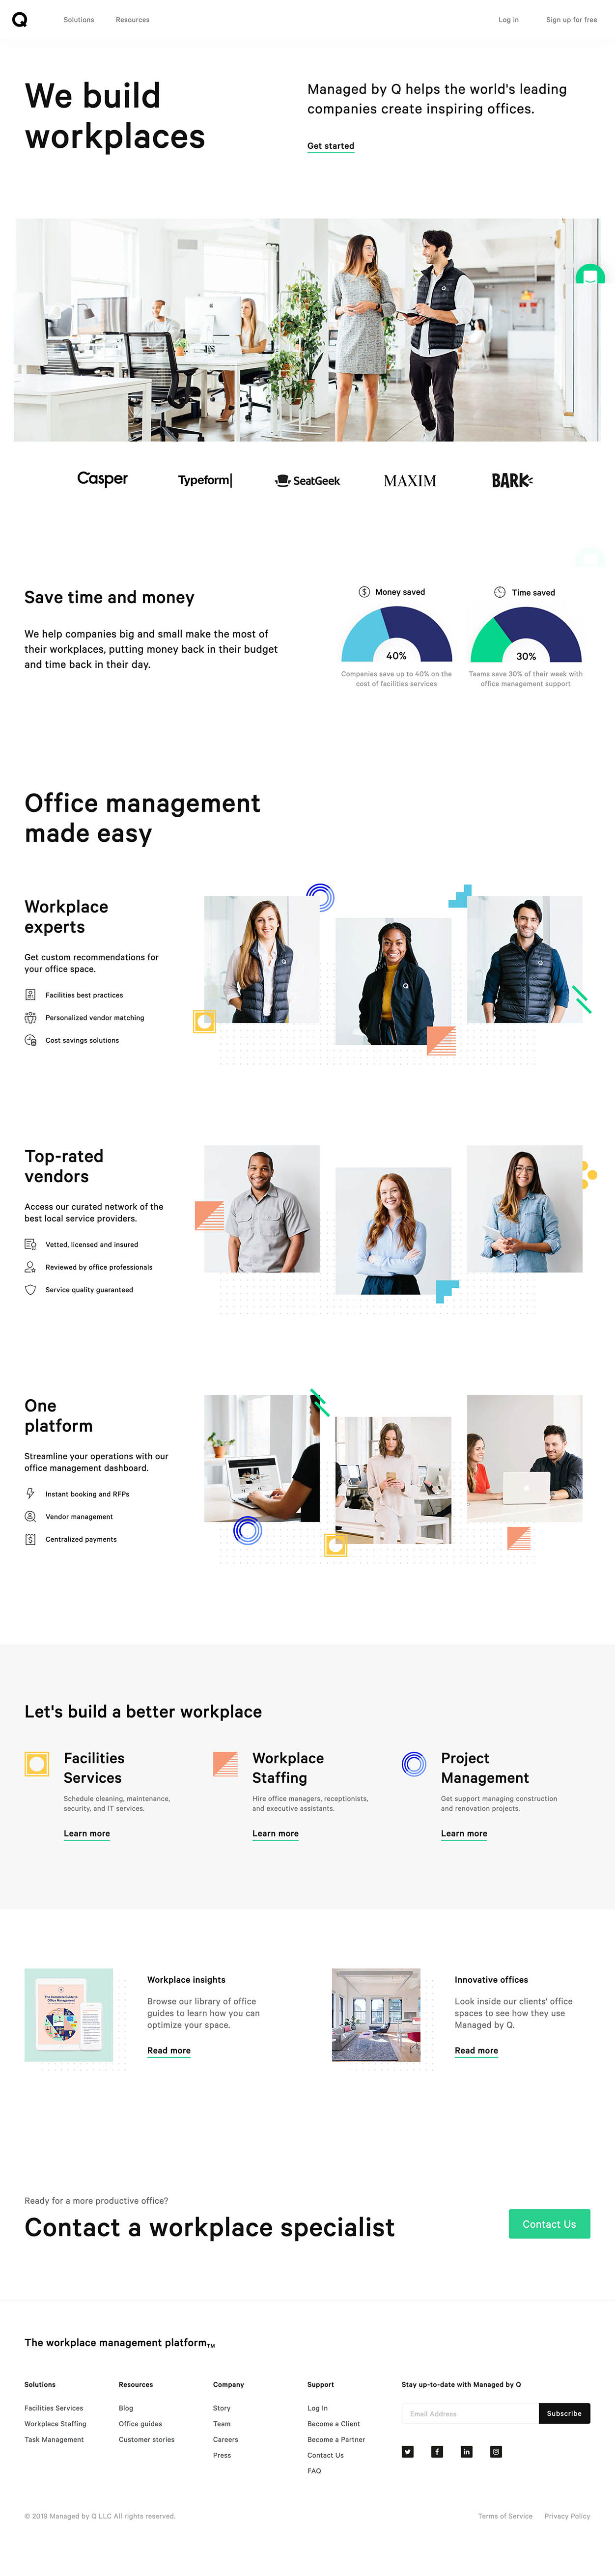 Q
Solutions
Resources
Log in
Sign up for free
We build
workplaces
Managed by Q helps the world's leading
companies create inspiring offices.
Get started
Casper
Typeform
SeatGeek
MAXIM
BARK
Save time and money
We help companies big and small make the most of
their workplaces, putting money back in their budget
and time back in their day.
Money saved
40%
Companies save up to 40% on the
cost of facilities services
Time saved
30%
Teams save 30% of their week with
office management support
Office management
made easy
Workplace
experts
Get custom recommendations for
your office space.
Facilities best practices
Personalized vendor matching
Cost savings solutions
Top-rated
vendors
Access our curated network of the
best local service providers.
Vetted, licensed and insured
Reviewed by office professionals
Service quality guaranteed
One
platform
Streamline your operations with our
office management dashboard.
Instant booking and RFPs
Vendor management
Centralized payments
Let's build a better workplace
Facilities
Services
Schedule cleaning, maintenance,
security, and IT services.
Learn more
Workplace
Staffing
Hire office managers, receptionists,
and executive assistants.
Learn more
Project
Management
Get support managing construction
and renovation projects.
Learn more
The Complete Guide to
Office Management
Workplace insights
Browse our library of office
guides to learn how you can
optimize your space.
Read more
Innovative offices
Look inside our clients' office
spaces to see how they use
Managed by Q.
Read more
Ready for a more productive office?
Contact a workplace specialist
Contact Us
The workplace management platform™
Solutions
Facilities Services
Workplace Staffing
Task Management
Resources
Blog
Office guides
Customer stories
Company
Story
Team
Careers
Press
Support
Log In
Become a Client
Become a Partner
Contact Us
FAQ
Stay up-to-date with Managed by Q
Email Address
Subscribe
© 2019 Managed by Q LLC All rights reserved.
Terms of Service
Privacy Policy